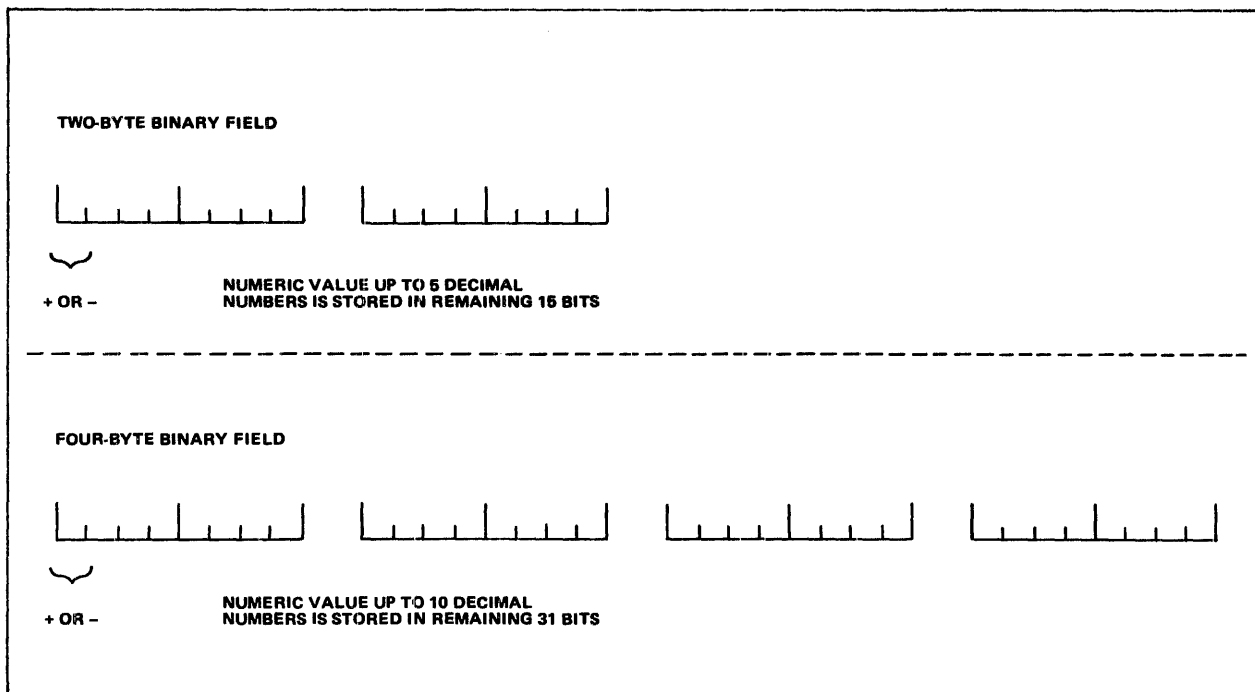 TWO-BYTE BINARY FIELD
+ OR –
NUMERIC VALUE UP TO 5 DECIMAL
NUMBERS IS STORED IN REMAINING 15 BITS
FOUR-BYTE BINARY FIELD
+ OR –
NUMERIC VALUE UP TO 10 DECIMAL
NUMBERS IS STORED IN REMAINING 31 BITS